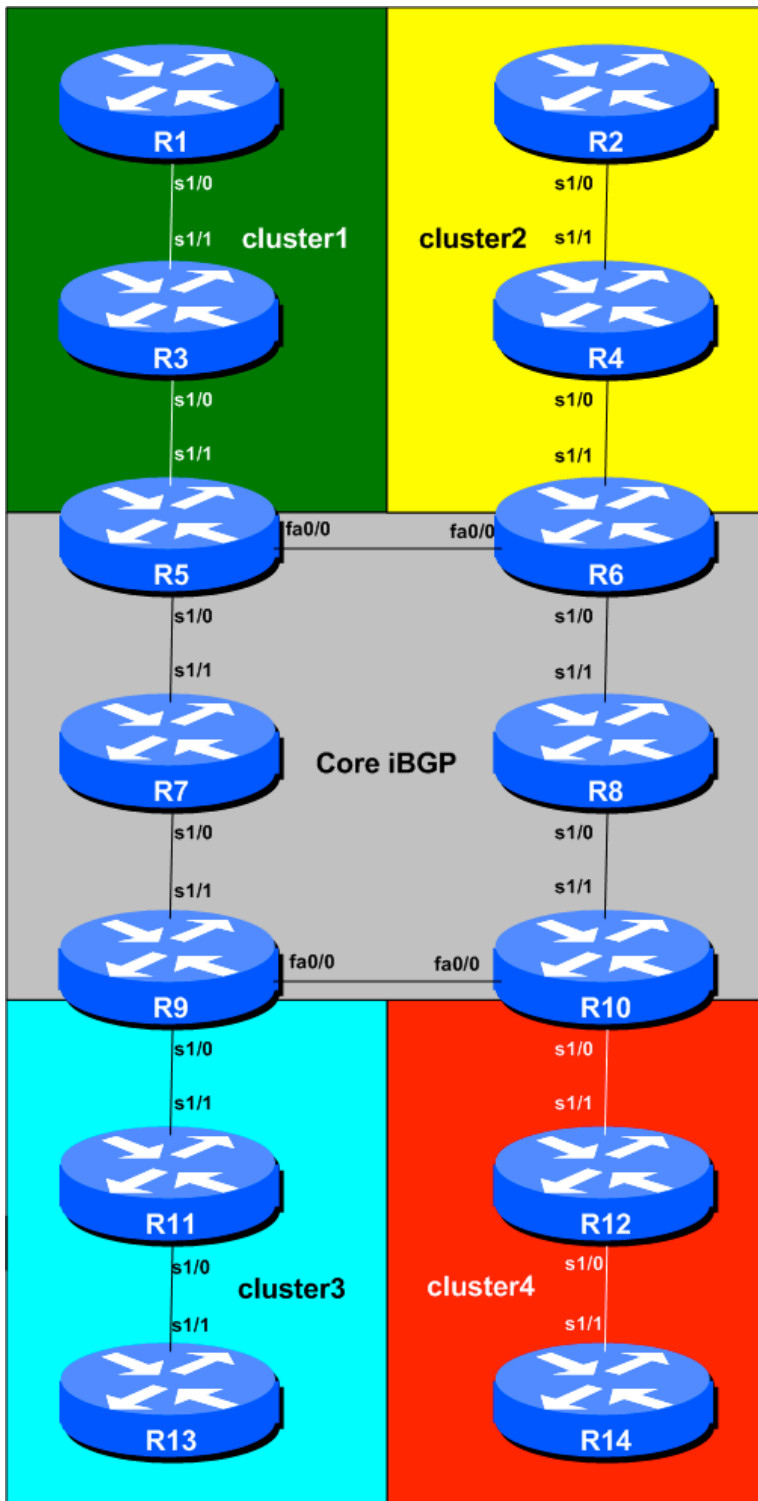 R1
R2
s1/0
s1/0
s1/1
cluster1
cluster2
s1/1
R3
R4
s1/0
s1/0
s1/1
s1/1
fa0/0
fa0/0
R5
R6
s1/0
s1/0
s1/1
s1/1
R7
Core iBGP
R8
s1/0
s1/0
s1/1
s1/1
fa0/0
fa0/0
R9
R10
s1/0
s1/0
s1/1
s1/1
R11
R12
s1/0
s1/0
cluster3
cluster4
s1/1
s1/1
R13
R14